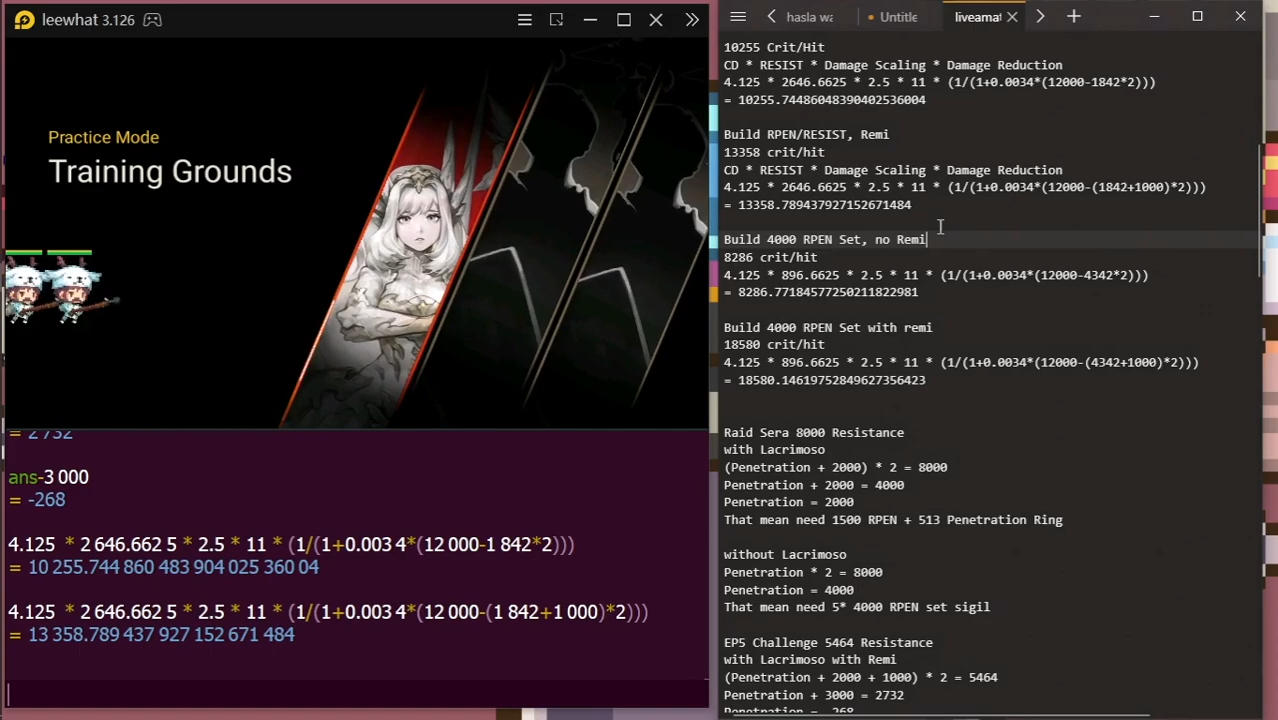 leewhat 3.126
Practice Mode
Training Grounds
ans-3 000
= -268
4.125 * 2 646.662 5 * 2.5 * 11 * (1/(1+0.003 4*(12 000-1 842*2)))
= 10 255.744 860 483 904 025 360 04
4.125 * 2 646.662 5 * 2.5 * 11 * (1/(1+0.003 4*(12 000-(1 842+1 000)*2)))
= 13 358.789 437 927 152 671 484
hasla wa
Untitle
liveamat
10255 Crit/Hit
CD * RESIST * Damage Scaling * Damage Reduction
4.125 * 2646.6625 * 2.5 * 11 * (1/(1+0.0034*(12000-1842*2)))
= 10255.74486048390402536004
Build RPEN/RESIST, Remi
13358 crit/hit
CD * RESIST * Damage Scaling * Damage Reduction
4.125 * 2646.6625 * 2.5 * 11 * (1/(1+0.0034*(12000-(1842+1000)*2)))
= 13358.789437927152671484
Build 4000 RPEN Set, no Remi
8286 crit/hit
4.125 * 896.6625 * 2.5 * 11 * (1/(1+0.0034*(12000-4342*2)))
= 8286.77184577250211822981
Build 4000 RPEN Set with remi
18580 crit/hit
4.125 * 896.6625 * 2.5 * 11 * (1/(1+0.0034*(12000-(4342+1000)*2)))
= 18580.14619752849627356423
Raid Sera 8000 Resistance
with Lacrimoso
(Penetration + 2000) * 2 = 8000
Penetration + 2000 = 4000
Penetration = 2000
That mean need 1500 RPEN + 513 Penetration Ring
without Lacrimoso
Penetration * 2 = 8000
Penetration = 4000
That mean need 5* 4000 RPEN set sigil
EP5 Challenge 5464 Resistance
with Lacrimoso with Remi
(Penetration + 2000 + 1000) * 2 = 5464
Penetration + 3000 = 2732
Penetration = -268